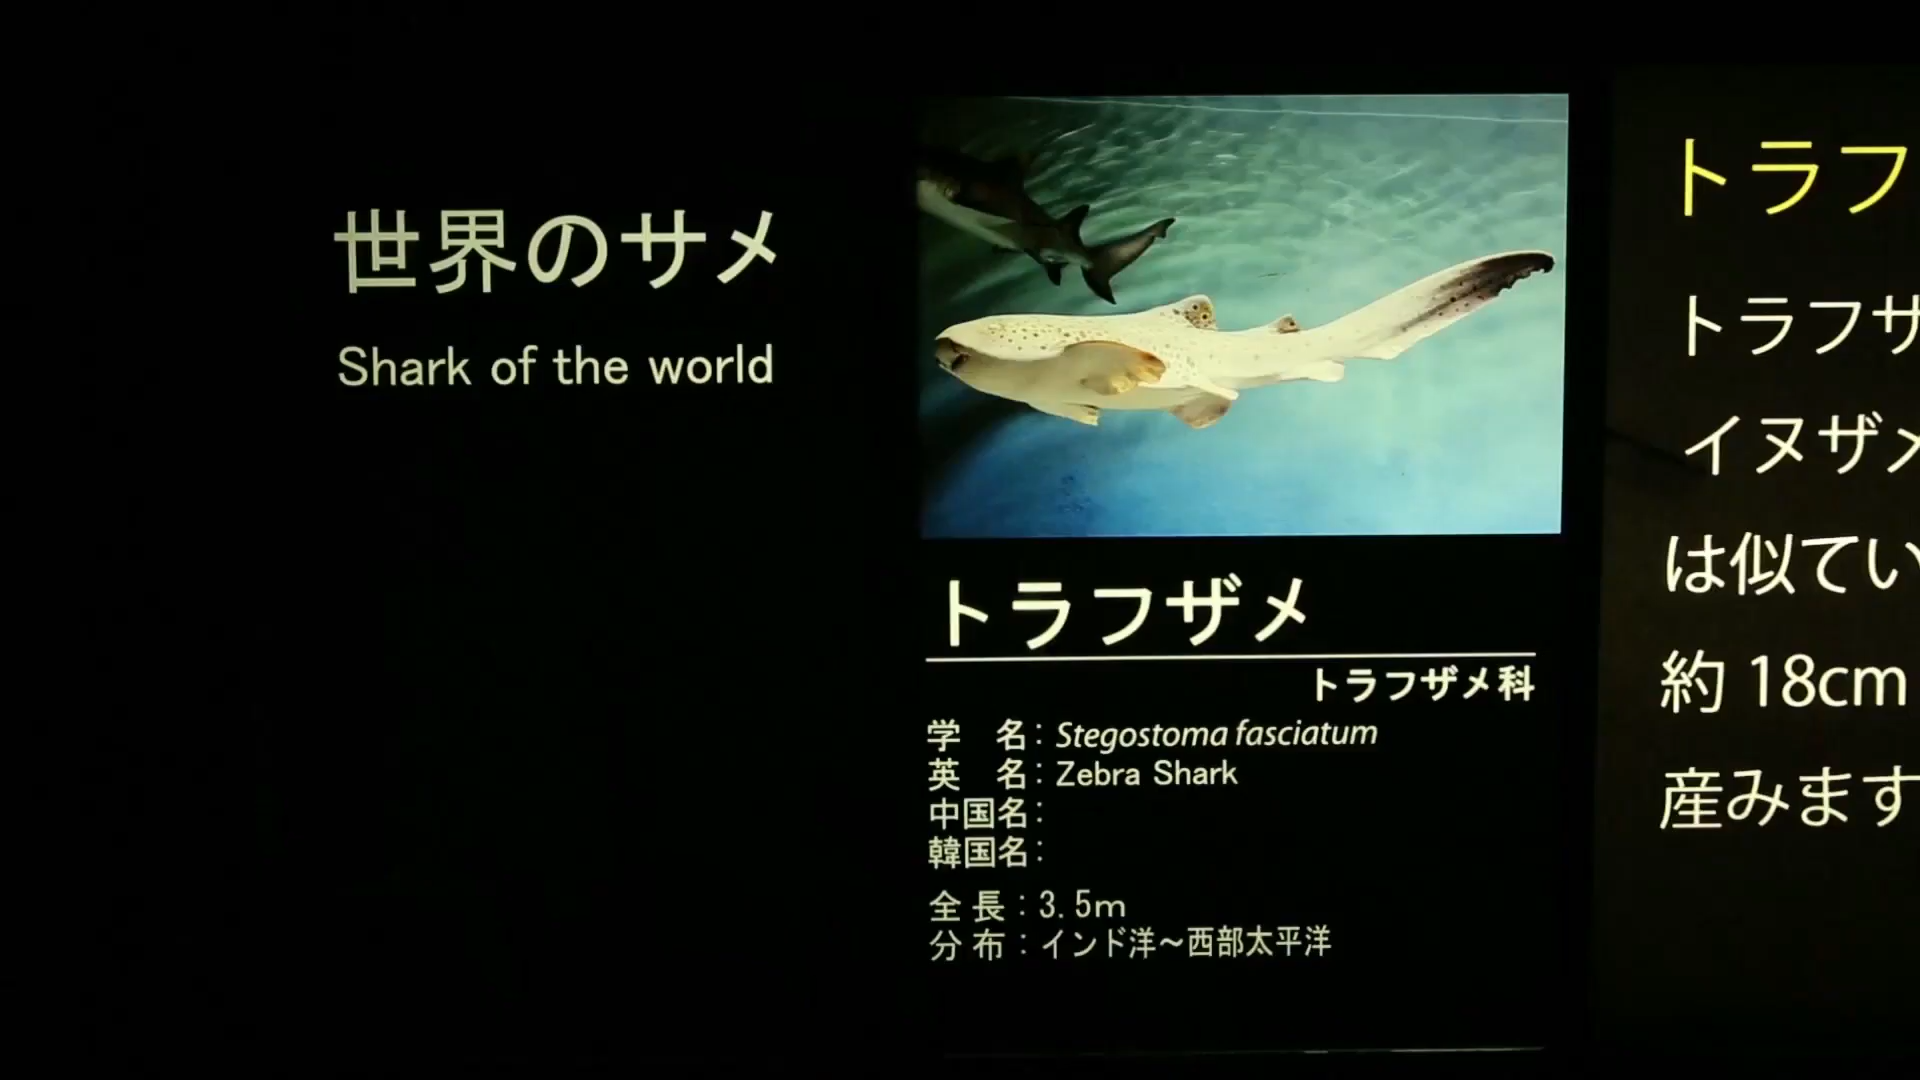 世界のサメ
Shark of the world
トラフザメ
トラフザメ科
学　名：Stegostoma fasciatum
英　名：Zebra Shark
中国名：
韓国名：
全 長：3.5m
分 布：インド洋～西部太平洋
トラフ
トラフザ
イヌザメ
は似てい
約 18cm
産みます